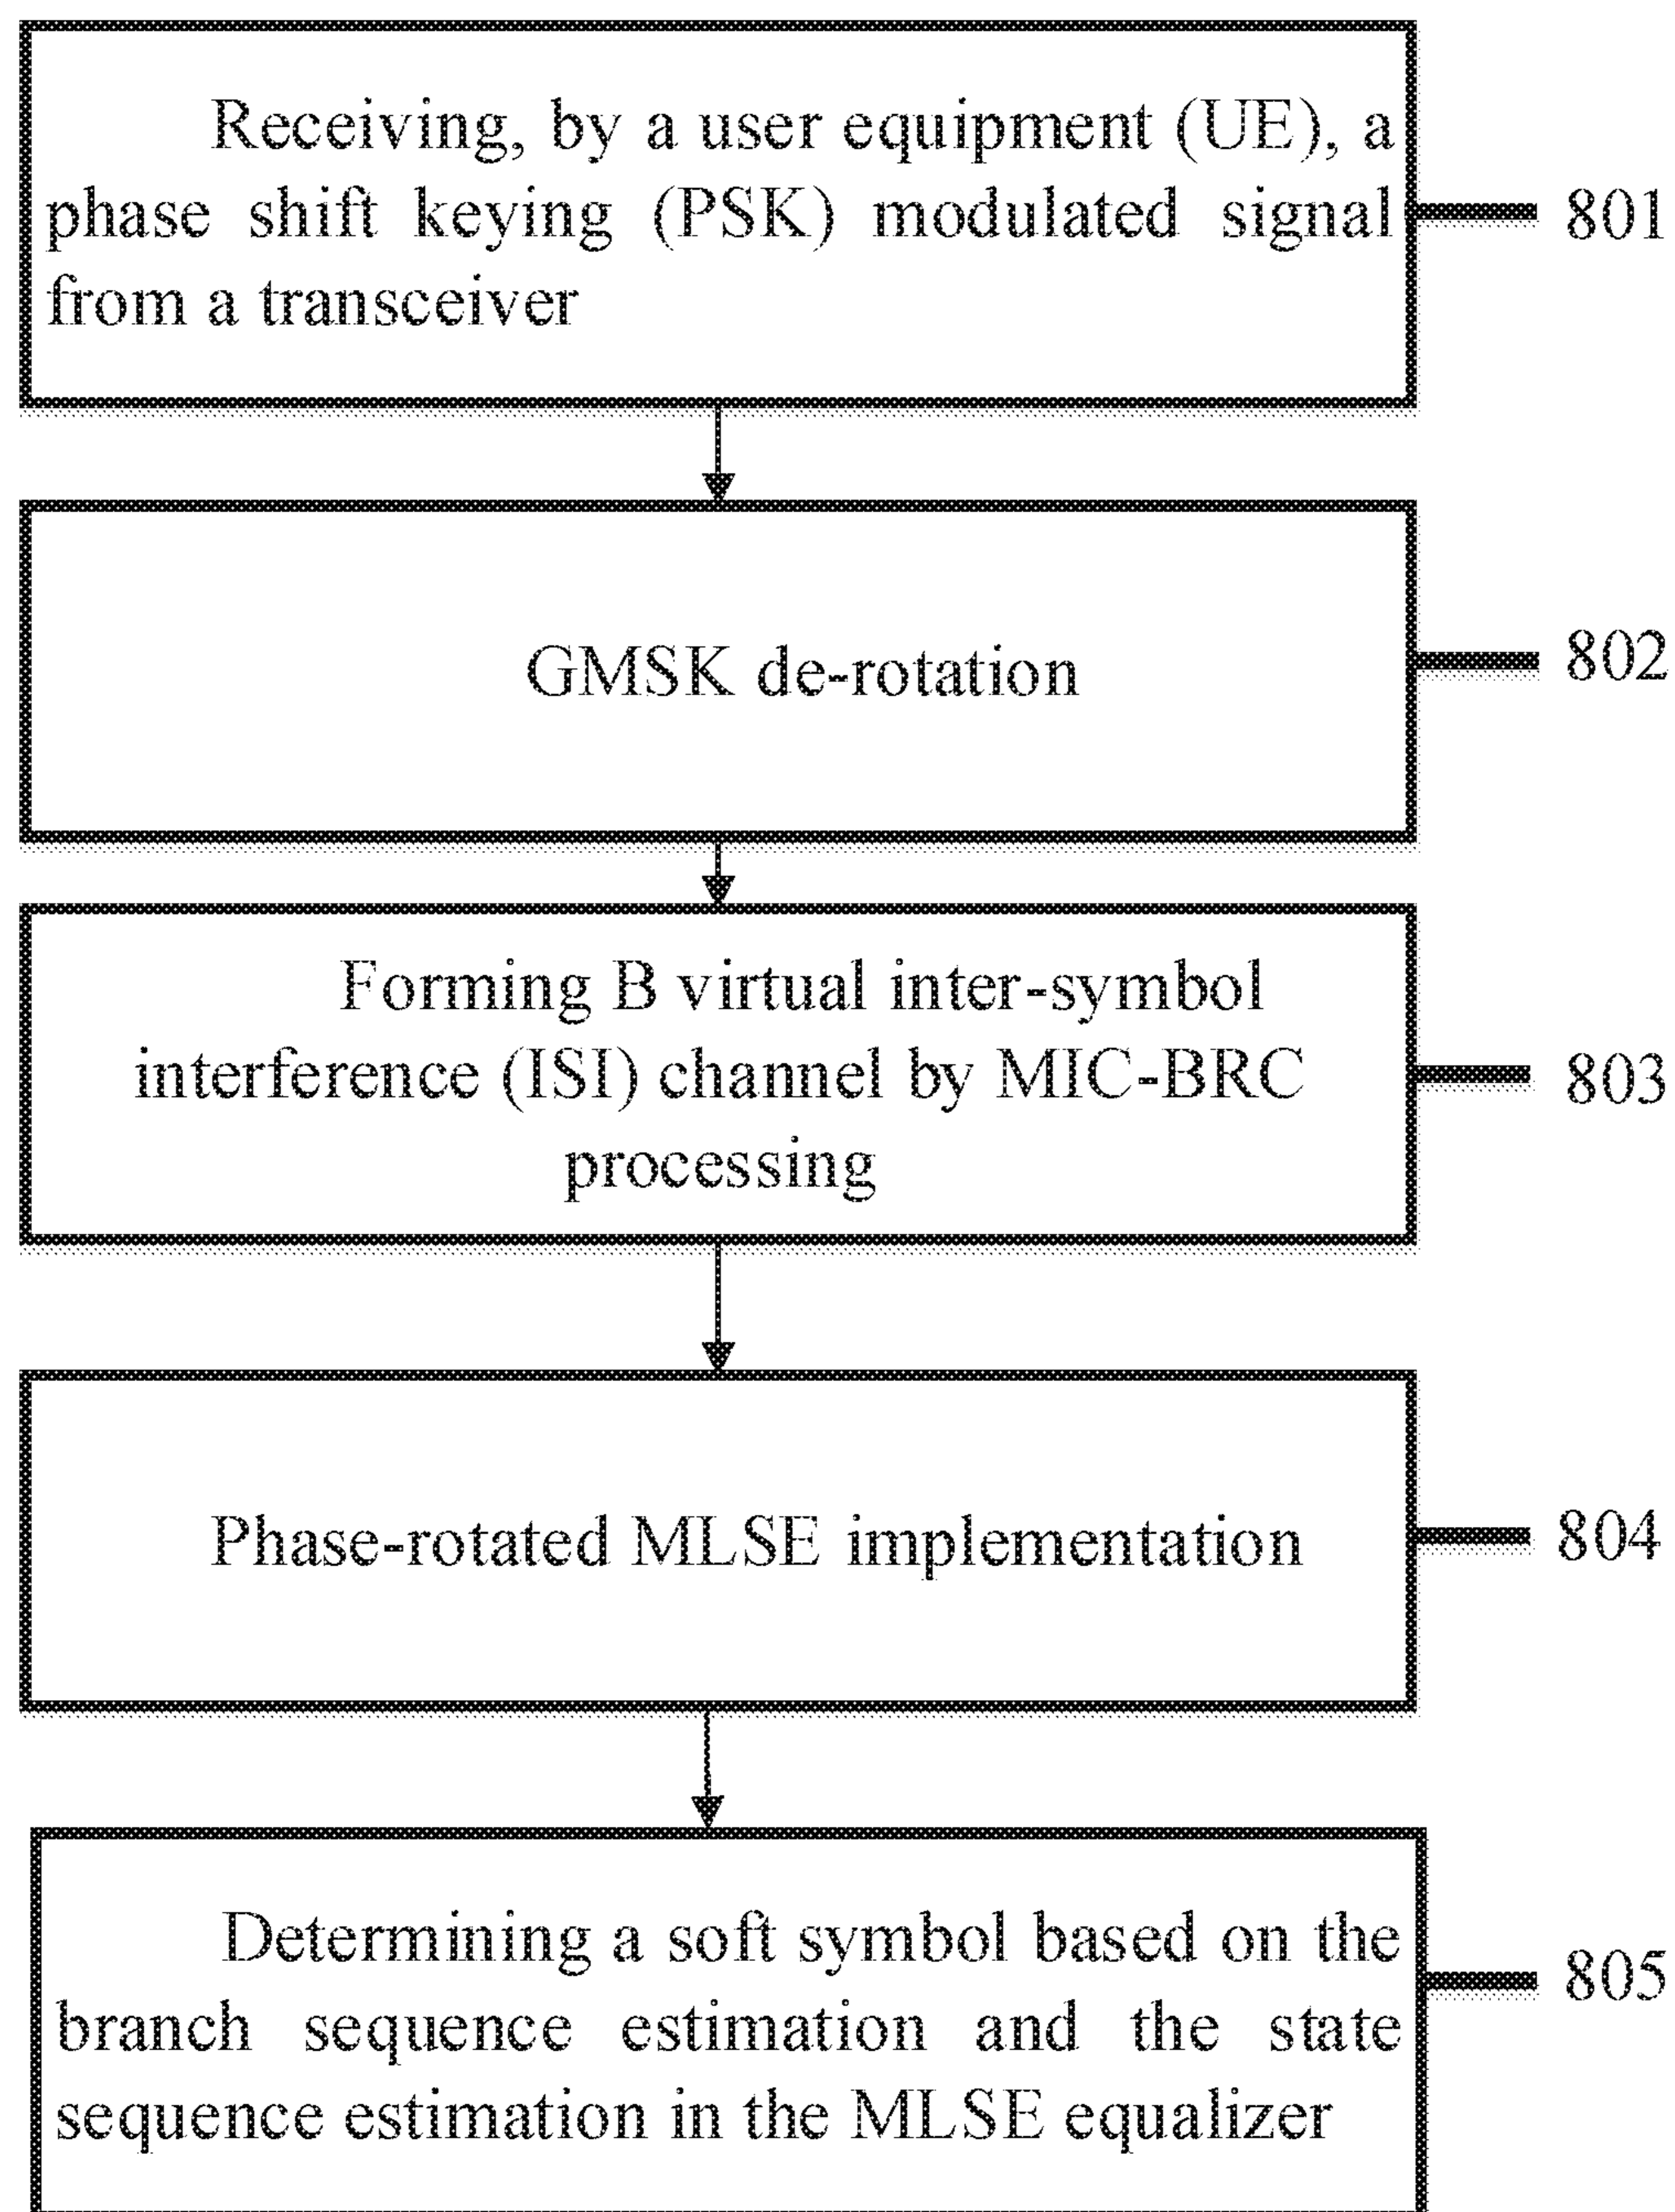 Receiving, by a user equipment (UE), a
phase shift keying (PSK) modulated signal
from a transceiver
801
GMSK de-rotation
802
Forming B virtual inter-symbol
interference (ISI) channel by MIC-BRC
processing
803
Phase-rotated MLSE implementation
804
Determining a soft symbol based on the
branch sequence estimation and the state
sequence estimation in the MLSE equalizer
805